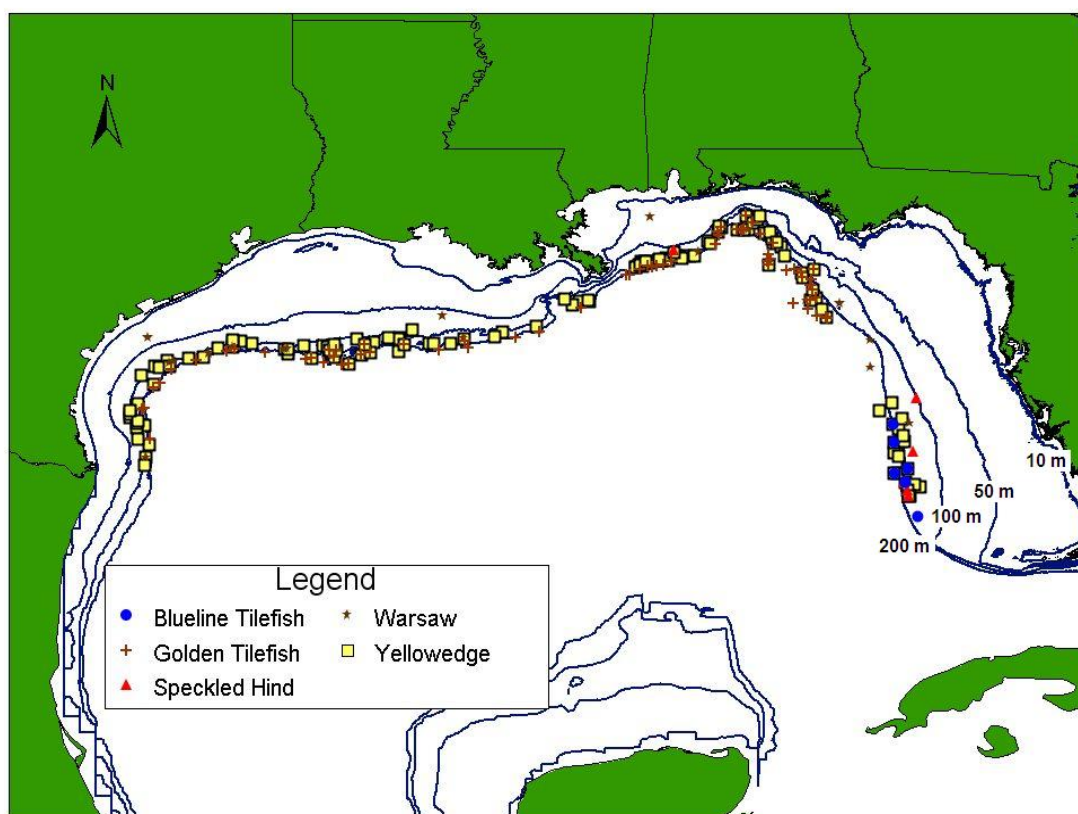 N
10 m
50 m
100 m
200 m
Legend
Blueline Tilefish
Warsaw
Golden Tilefish
Yellowedge
Speckled Hind